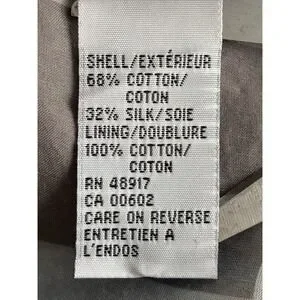 SHELL/EXTÉRIEUR
68% COTTON/
COTON
32% SILK/SOIE
LINING/DOUBLURE
100% COTTON/
COTON
RN 48917
CA 00602
CARE ON REVERSE
ENTRETIEN A
L'ENDOS